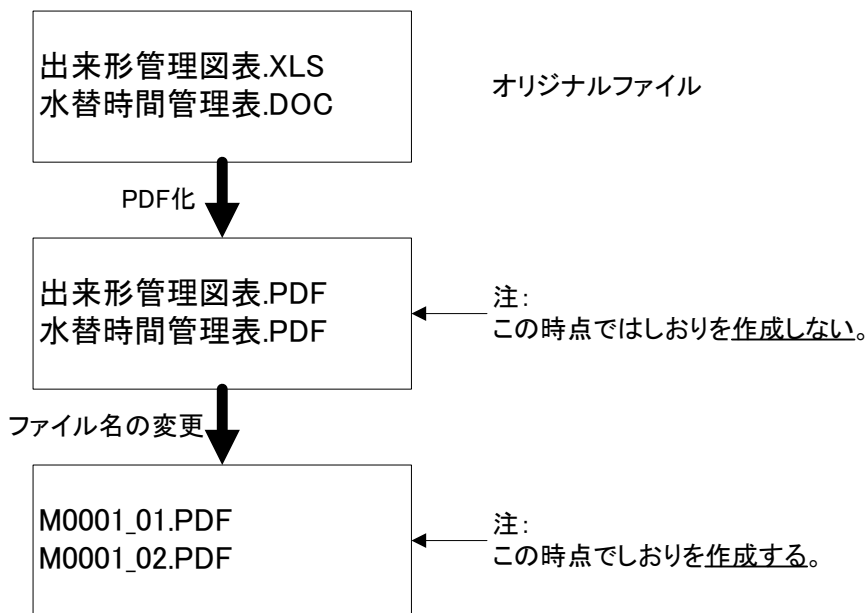 出来形管理図表.XLS
水替時間管理表.DOC
オリジナルファイル
PDF化
出来形管理図表.PDF
水替時間管理表.PDF
注：
この時点ではしおりを作成しない。
ファイル名の変更
M0001_01.PDF
M0001_02.PDF
注：
この時点でしおりを作成する。